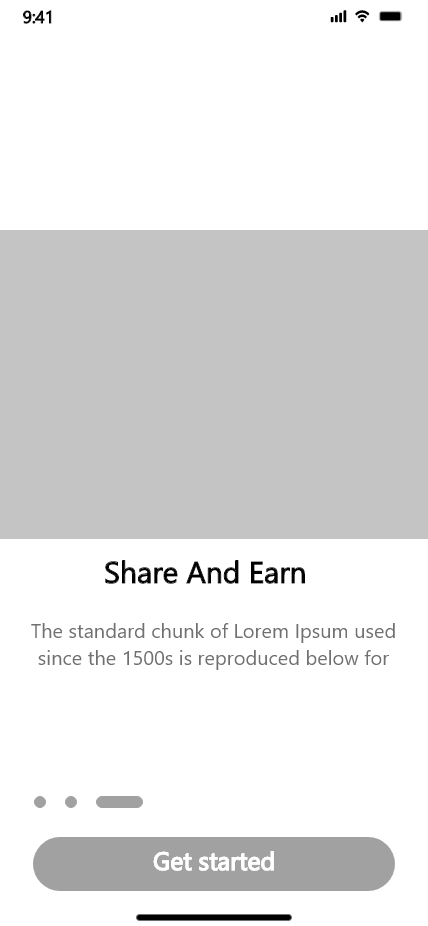 9:41
Share And Earn
The standard chunk of Lorem Ipsum used
since the 1500s is reproduced below for
Get started